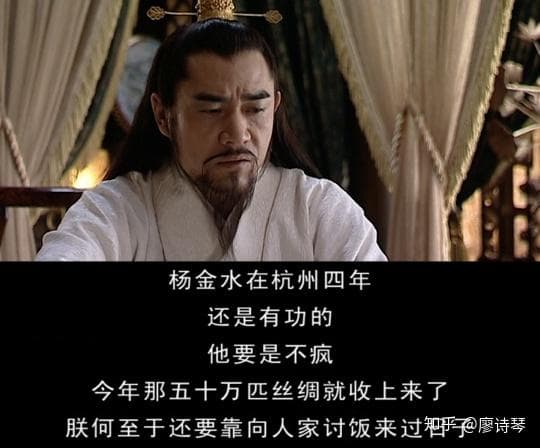 杨金水在杭州四年
还是有功的
他要是不疯
今年那五十万匹丝绸就收上来了
朕何至于还要靠向人家讨饭来过日子
知乎 @廖诗琴